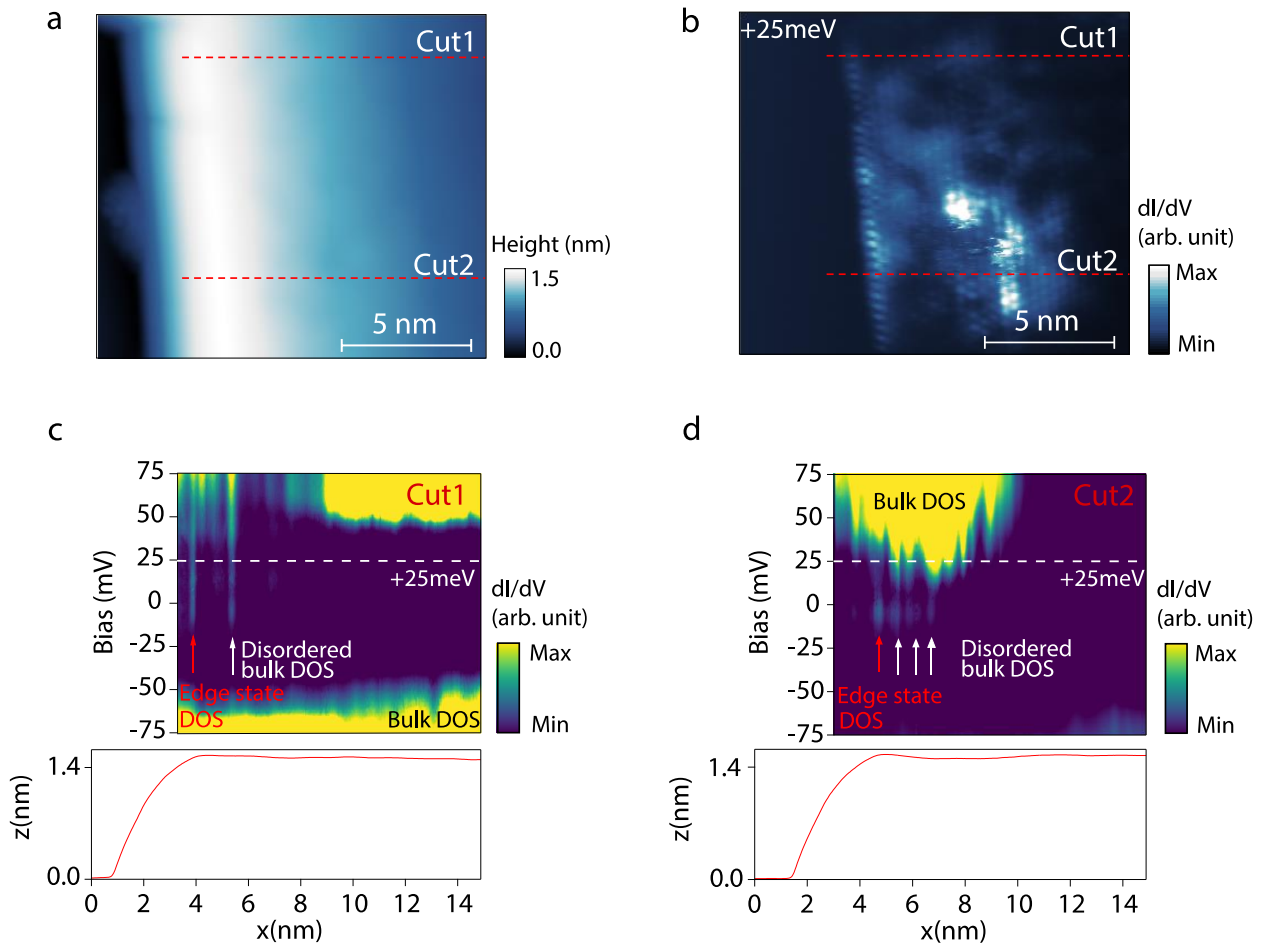 a
Cut1
Cut2
5 nm
Height (nm)
1.5
0.0
b
+25meV
Cut1
Cut2
5 nm
dI/dV
(arb. unit)
Max
Min
c
Bias (mV)
75
50
25
0
-25
-50
-75
Cut1
+25meV
Disordered
bulk DOS
Edge state
DOS
Bulk DOS
dI/dV
(arb. unit)
Max
Min
z(nm)
1.4
0.0
0 2 4 6 8 10 12 14
x(nm)
d
Bias (mV)
75
50
25
0
-25
-50
-75
Bulk DOS
Cut2
+25meV
Disordered
bulk DOS
Edge state
DOS
dI/dV
(arb. unit)
Max
Min
z(nm)
1.4
0.0
0 2 4 6 8 10 12 14
x(nm)